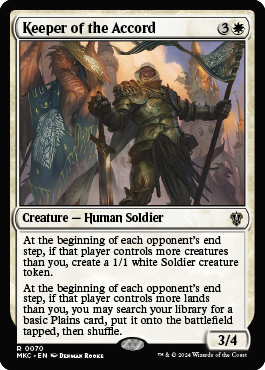 Keeper of the Accord 3
Creature — Human Soldier
At the beginning of each opponent's end
step, if that player controls more creatures
than you, create a 1/1 white Soldier creature
token.
At the beginning of each opponent's end
step, if that player controls more lands
than you, you may search your library for a
basic Plains card, put it onto the battlefield
tapped, then shuffle.
3/4
R 0070
MKC • EN Denman Rooke
™ & © 2024 Wizards of the Coast